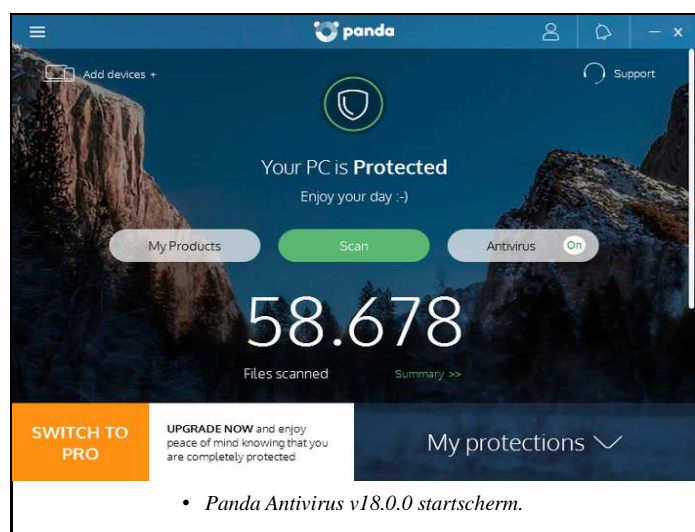 panda
Add devices +
Support
Your PC is Protected
Enjoy your day :-)
My Products
Scan
Antivirus On
58.678
Files scanned
Summary >>
SWITCH TO
PRO
UPGRADE NOW and enjoy
peace of mind knowing that you
are completely protected
My protections
• Panda Antivirus v18.0.0 startscherm.